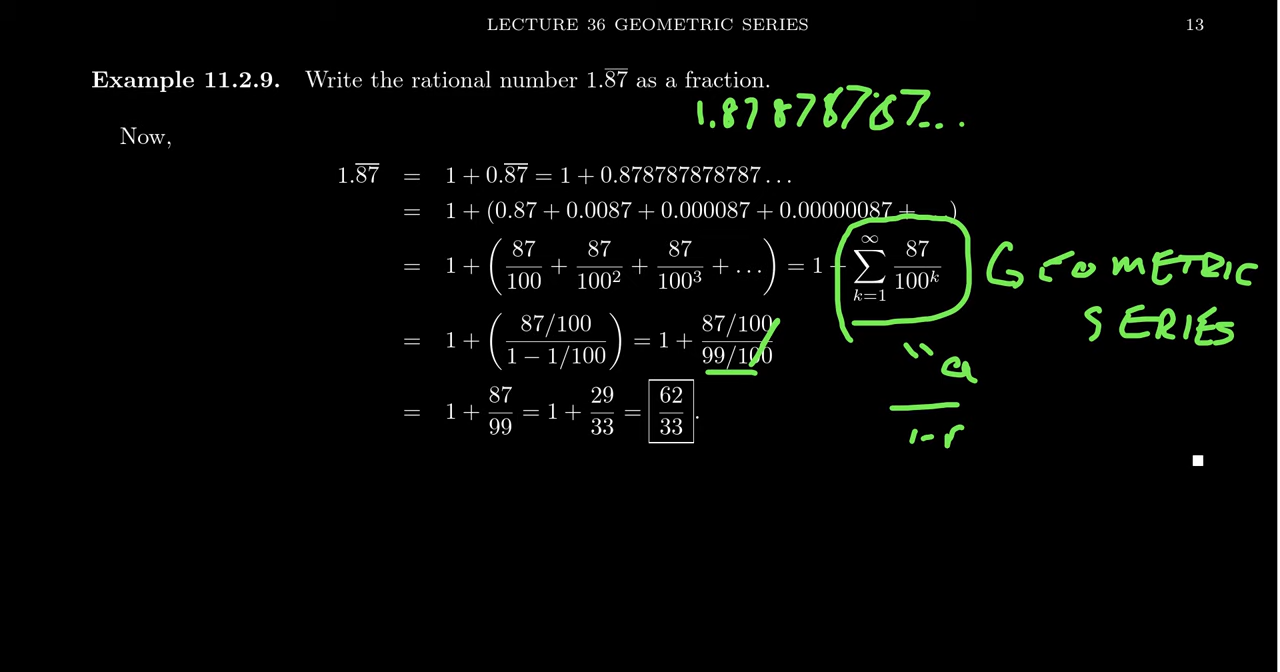 LECTURE 36 GEOMETRIC SERIES 13
Example 11.2.9. Write the rational number 1.8̅7̅ as a fraction.
1.87878787...
Now,
1.8̅7̅ = 1 + 0.8̅7̅ = 1 + 0.878787878787...
= 1 + (0.87 + 0.0087 + 0.000087 + 0.00000087 + ...)
= 1 + (87/100 + 87/100² + 87/100³ + ...) = 1 + ∑_{k=1}^{∞} 87/100^k
GEOMETRIC
SERIES
= 1 + ((87/100)/(1 − 1/100)) = 1 + (87/100)/(99/100)
" a/(1-r)
= 1 + 87/99 = 1 + 29/33 = 62/33.